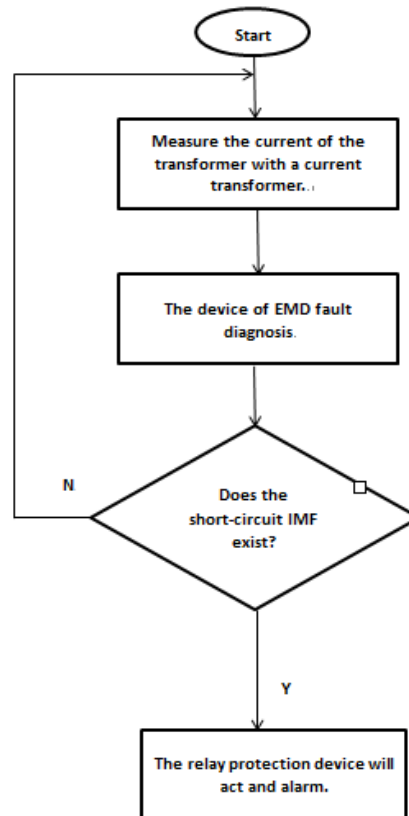 Start
Measure the current of the
transformer with a current
transformer..
The device of EMD fault
diagnosis.
N
Does the
short-circuit IMF
exist?
Y
The relay protection device will
act and alarm.